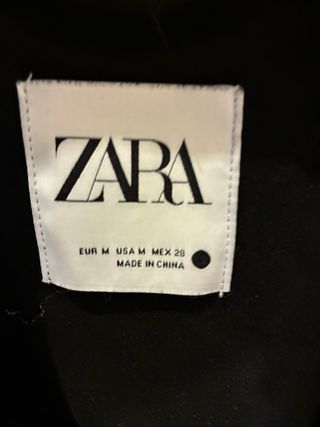 ZARA
EUR M USA M MEX 28
MADE IN CHINA